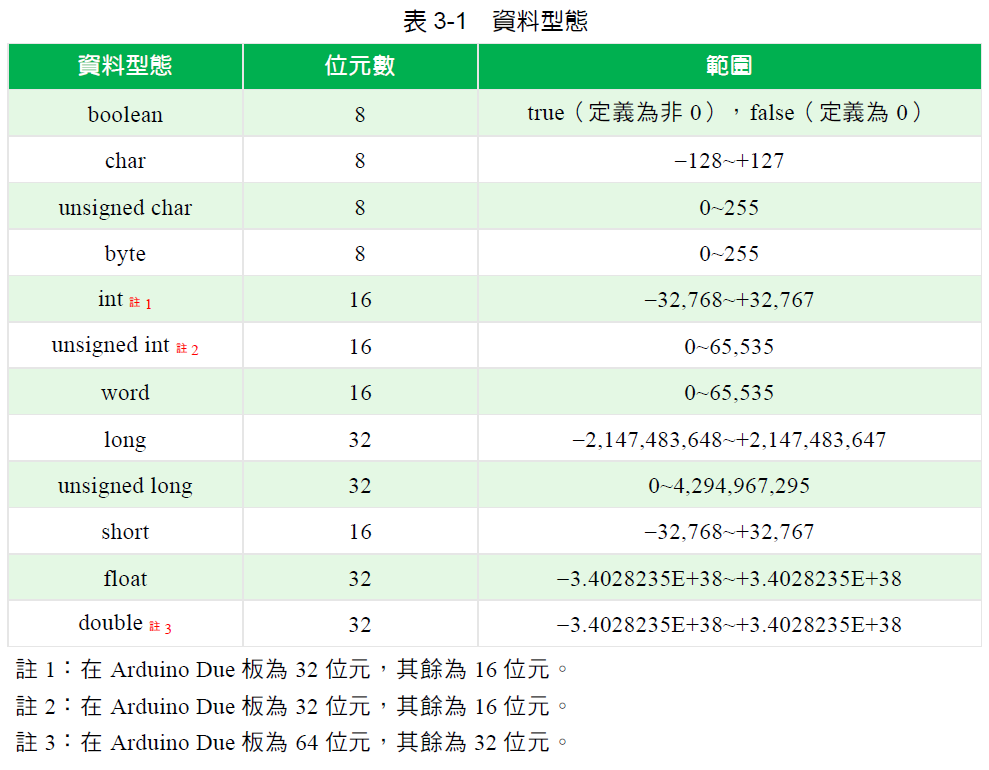 表 3-1 資料型態
資料型態 位元數 範圍
boolean 8 true（定義為非 0），false（定義為 0）
char 8 −128~+127
unsigned char 8 0~255
byte 8 0~255
int 註 1 16 −32,768~+32,767
unsigned int 註 2 16 0~65,535
word 16 0~65,535
long 32 −2,147,483,648~+2,147,483,647
unsigned long 32 0~4,294,967,295
short 16 −32,768~+32,767
float 32 −3.4028235E+38~+3.4028235E+38
double 註 3 32 −3.4028235E+38~+3.4028235E+38
註 1：在 Arduino Due 板為 32 位元，其餘為 16 位元。
註 2：在 Arduino Due 板為 32 位元，其餘為 16 位元。
註 3：在 Arduino Due 板為 64 位元，其餘為 32 位元。